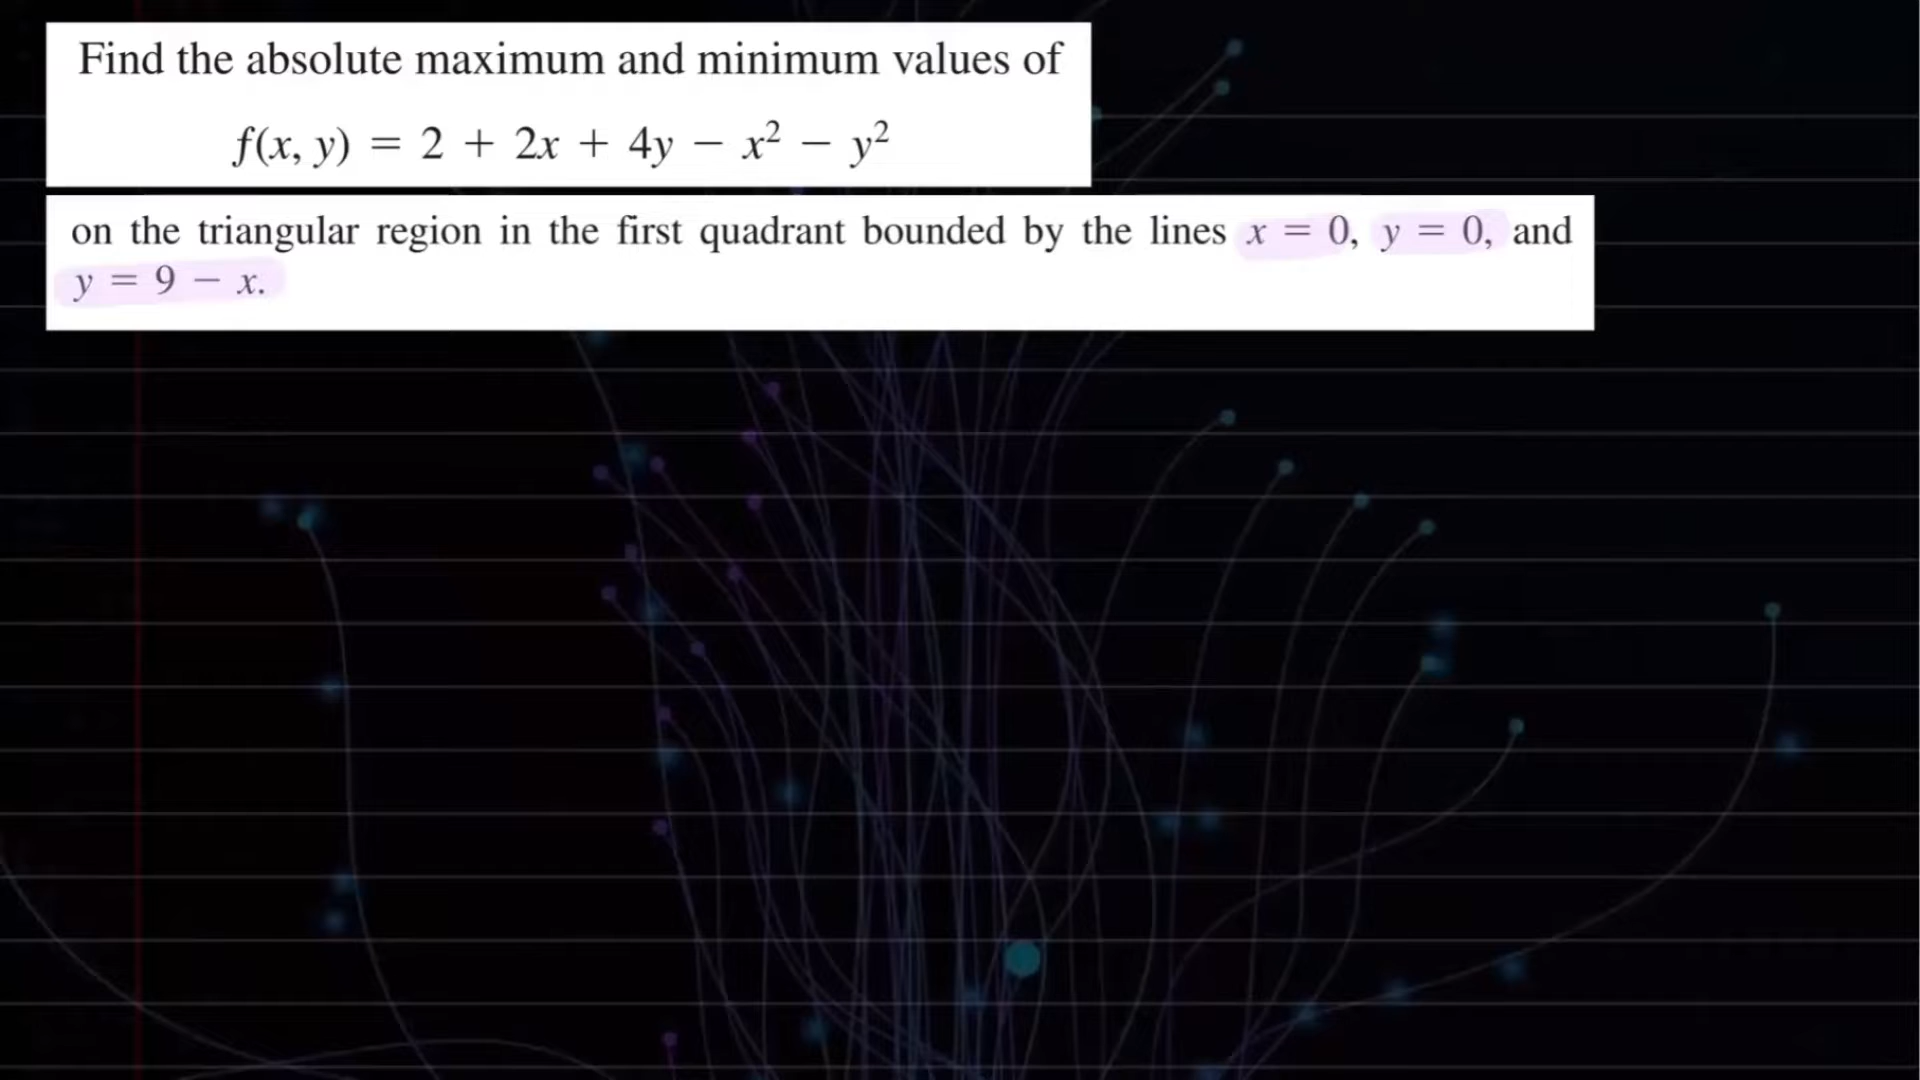 Find the absolute maximum and minimum values of
f(x, y) = 2 + 2x + 4y − x² − y²
on the triangular region in the first quadrant bounded by the lines x = 0, y = 0, and
y = 9 − x.